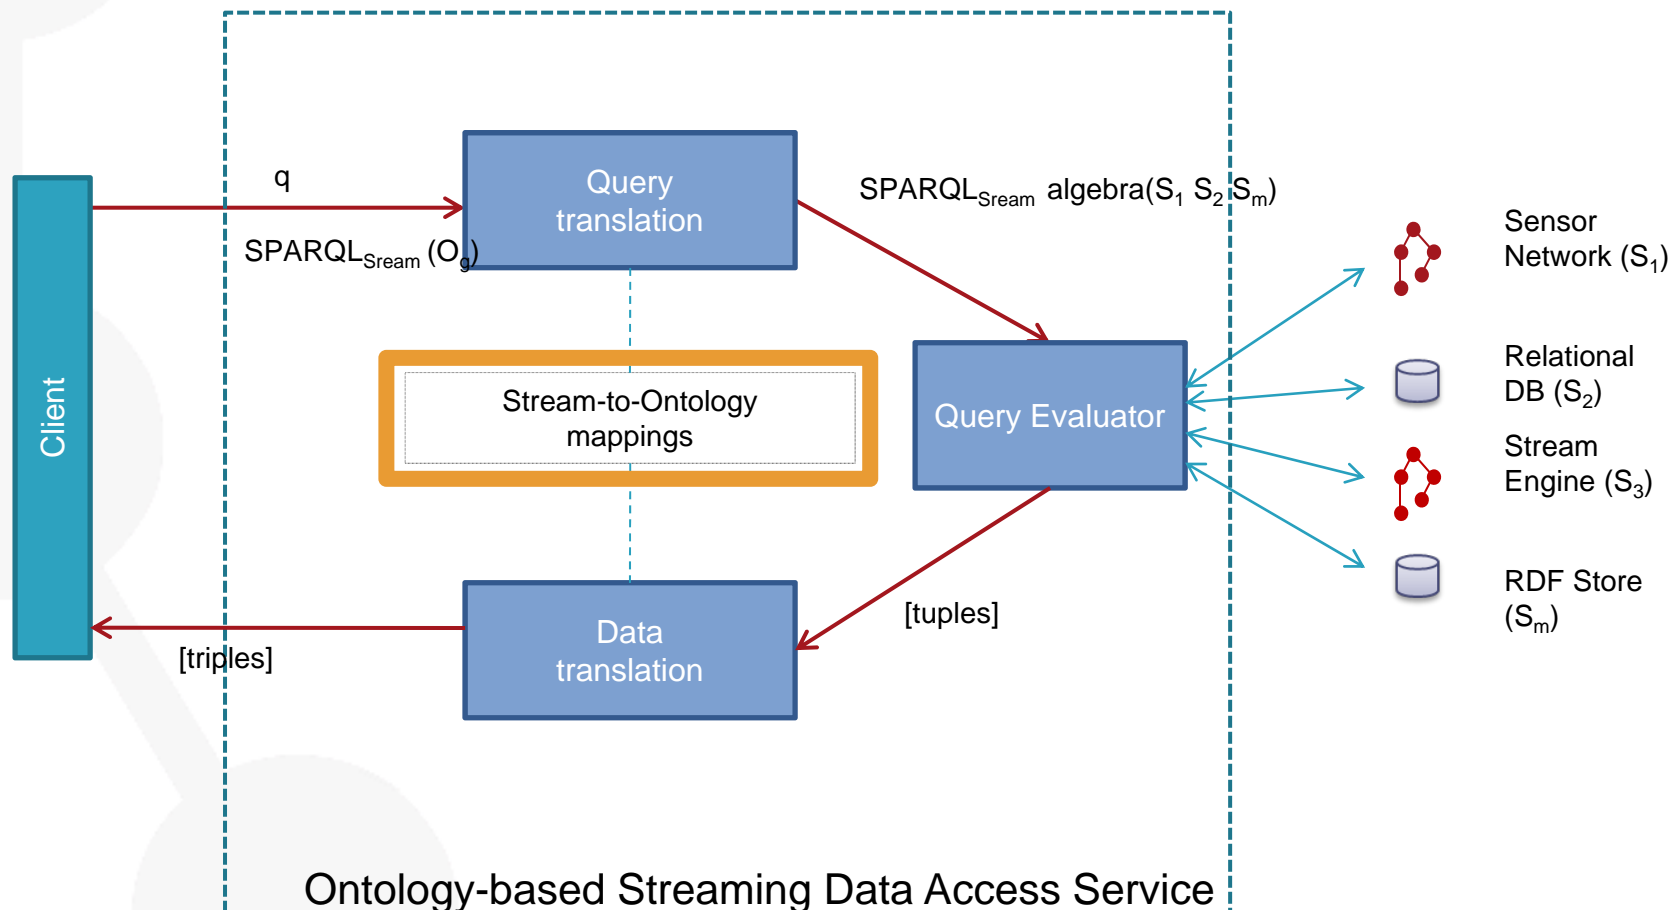 q
SPARQLSream (Og)
Client
Query
translation
SPARQLSream algebra(S1 S2 Sm)
Stream-to-Ontology
mappings
Query Evaluator
Data
translation
[tuples]
[triples]
Sensor
Network (S1)
Relational
DB (S2)
Stream
Engine (S3)
RDF Store
(Sm)
Ontology-based Streaming Data Access Service